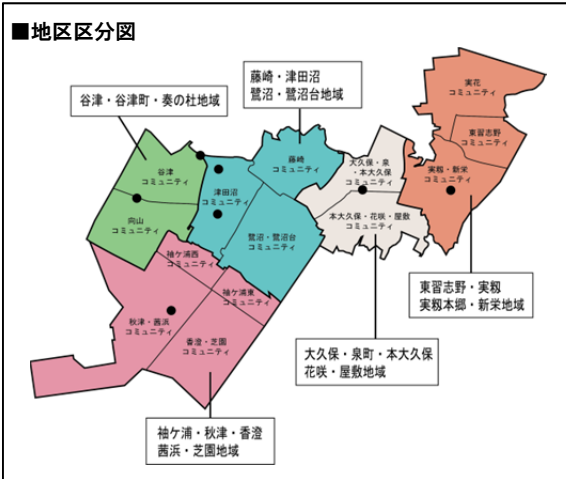 ■地区区分図
藤崎・津田沼
鷺沼・鷺沼台地域
谷津・谷津町・奏の杜地域
実花
コミュニティ
東習志野
コミュニティ
実籾・新栄
コミュニティ
藤崎
コミュニティ
大久保・泉
・本大久保
コミュニティ
谷津
コミュニティ
津田沼
コミュニティ
本大久保・花咲・屋敷
コミュニティ
向山
コミュニティ
鷺沼・鷺沼台
コミュニティ
袖ケ浦西
コミュニティ
袖ケ浦東
コミュニティ
東習志野・実籾
実籾本郷・新栄地域
秋津・茜浜
コミュニティ
香澄・芝園
コミュニティ
大久保・泉町・本大久保
花咲・屋敷地域
袖ケ浦・秋津・香澄
茜浜・芝園地域